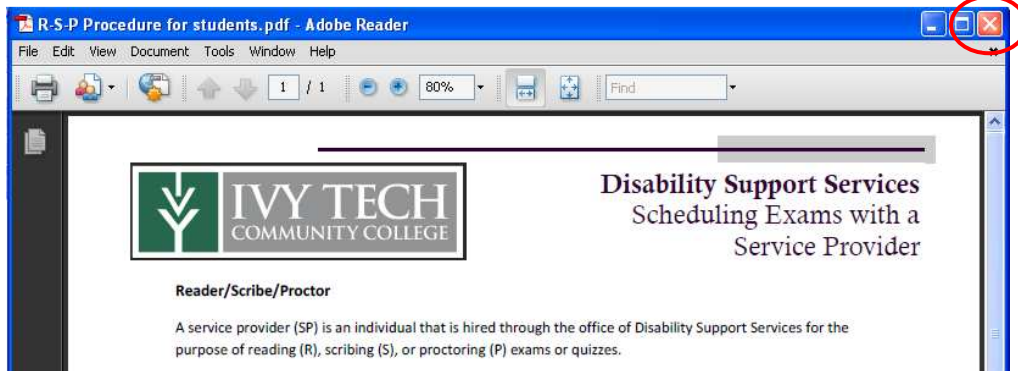 R-S-P Procedure for students.pdf - Adobe Reader
File Edit View Document Tools Window Help
1 / 1 80% Find
IVY TECH
COMMUNITY COLLEGE
Disability Support Services
Scheduling Exams with a
Service Provider
Reader/Scribe/Proctor
A service provider (SP) is an individual that is hired through the office of Disability Support Services for the
purpose of reading (R), scribing (S), or proctoring (P) exams or quizzes.